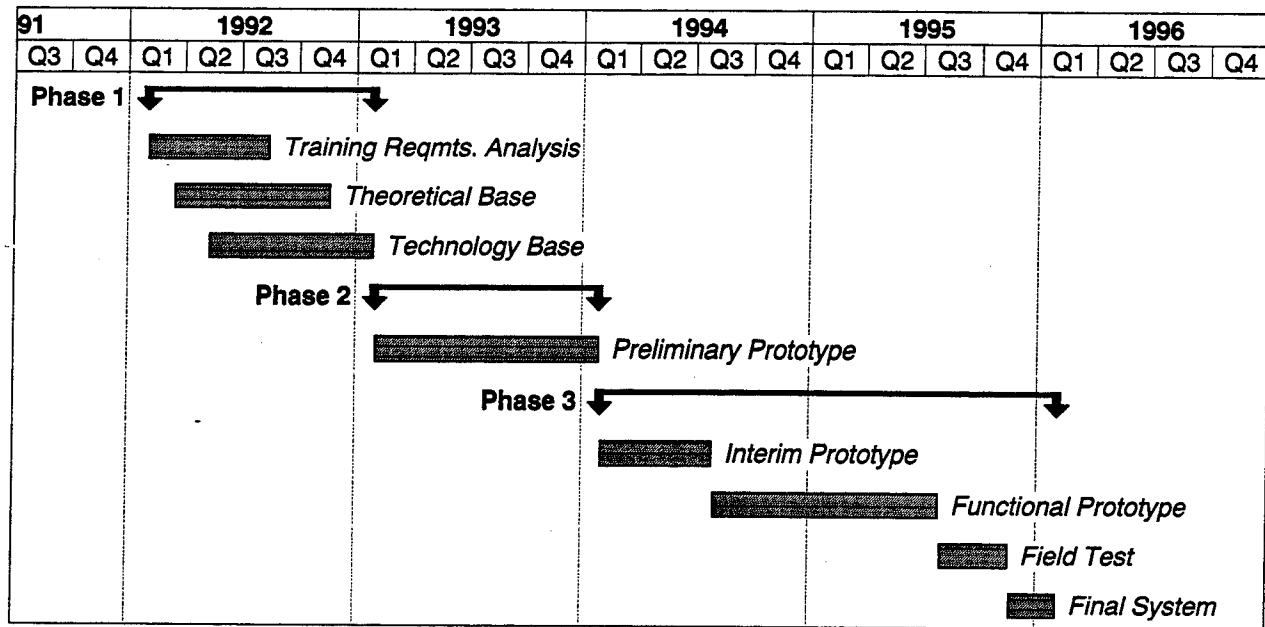 91 1992 1993 1994 1995 1996
Q3 Q4 Q1 Q2 Q3 Q4 Q1 Q2 Q3 Q4 Q1 Q2 Q3 Q4 Q1 Q2 Q3 Q4 Q1 Q2 Q3 Q4
Phase 1
Training Reqmts. Analysis
Theoretical Base
Technology Base
Phase 2
Preliminary Prototype
Phase 3
Interim Prototype
Functional Prototype
Field Test
Final System